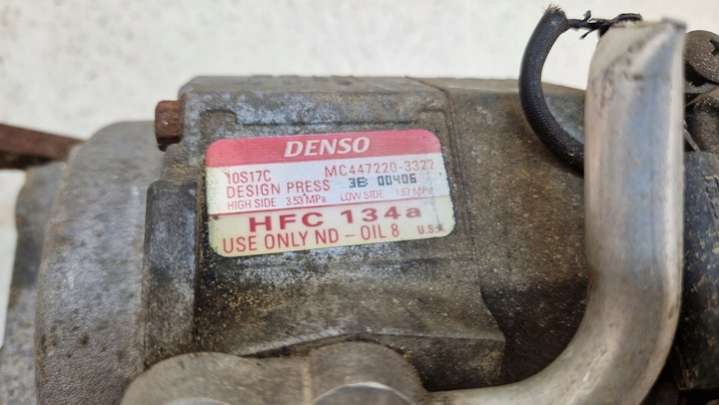 DENSO
10S17C MC447220-3322
DESIGN PRESS 3B 00406
HIGH SIDE 3.53 MPa LOW SIDE 1.67 MPa
HFC 134a
USE ONLY ND-OIL 8 U.S.A